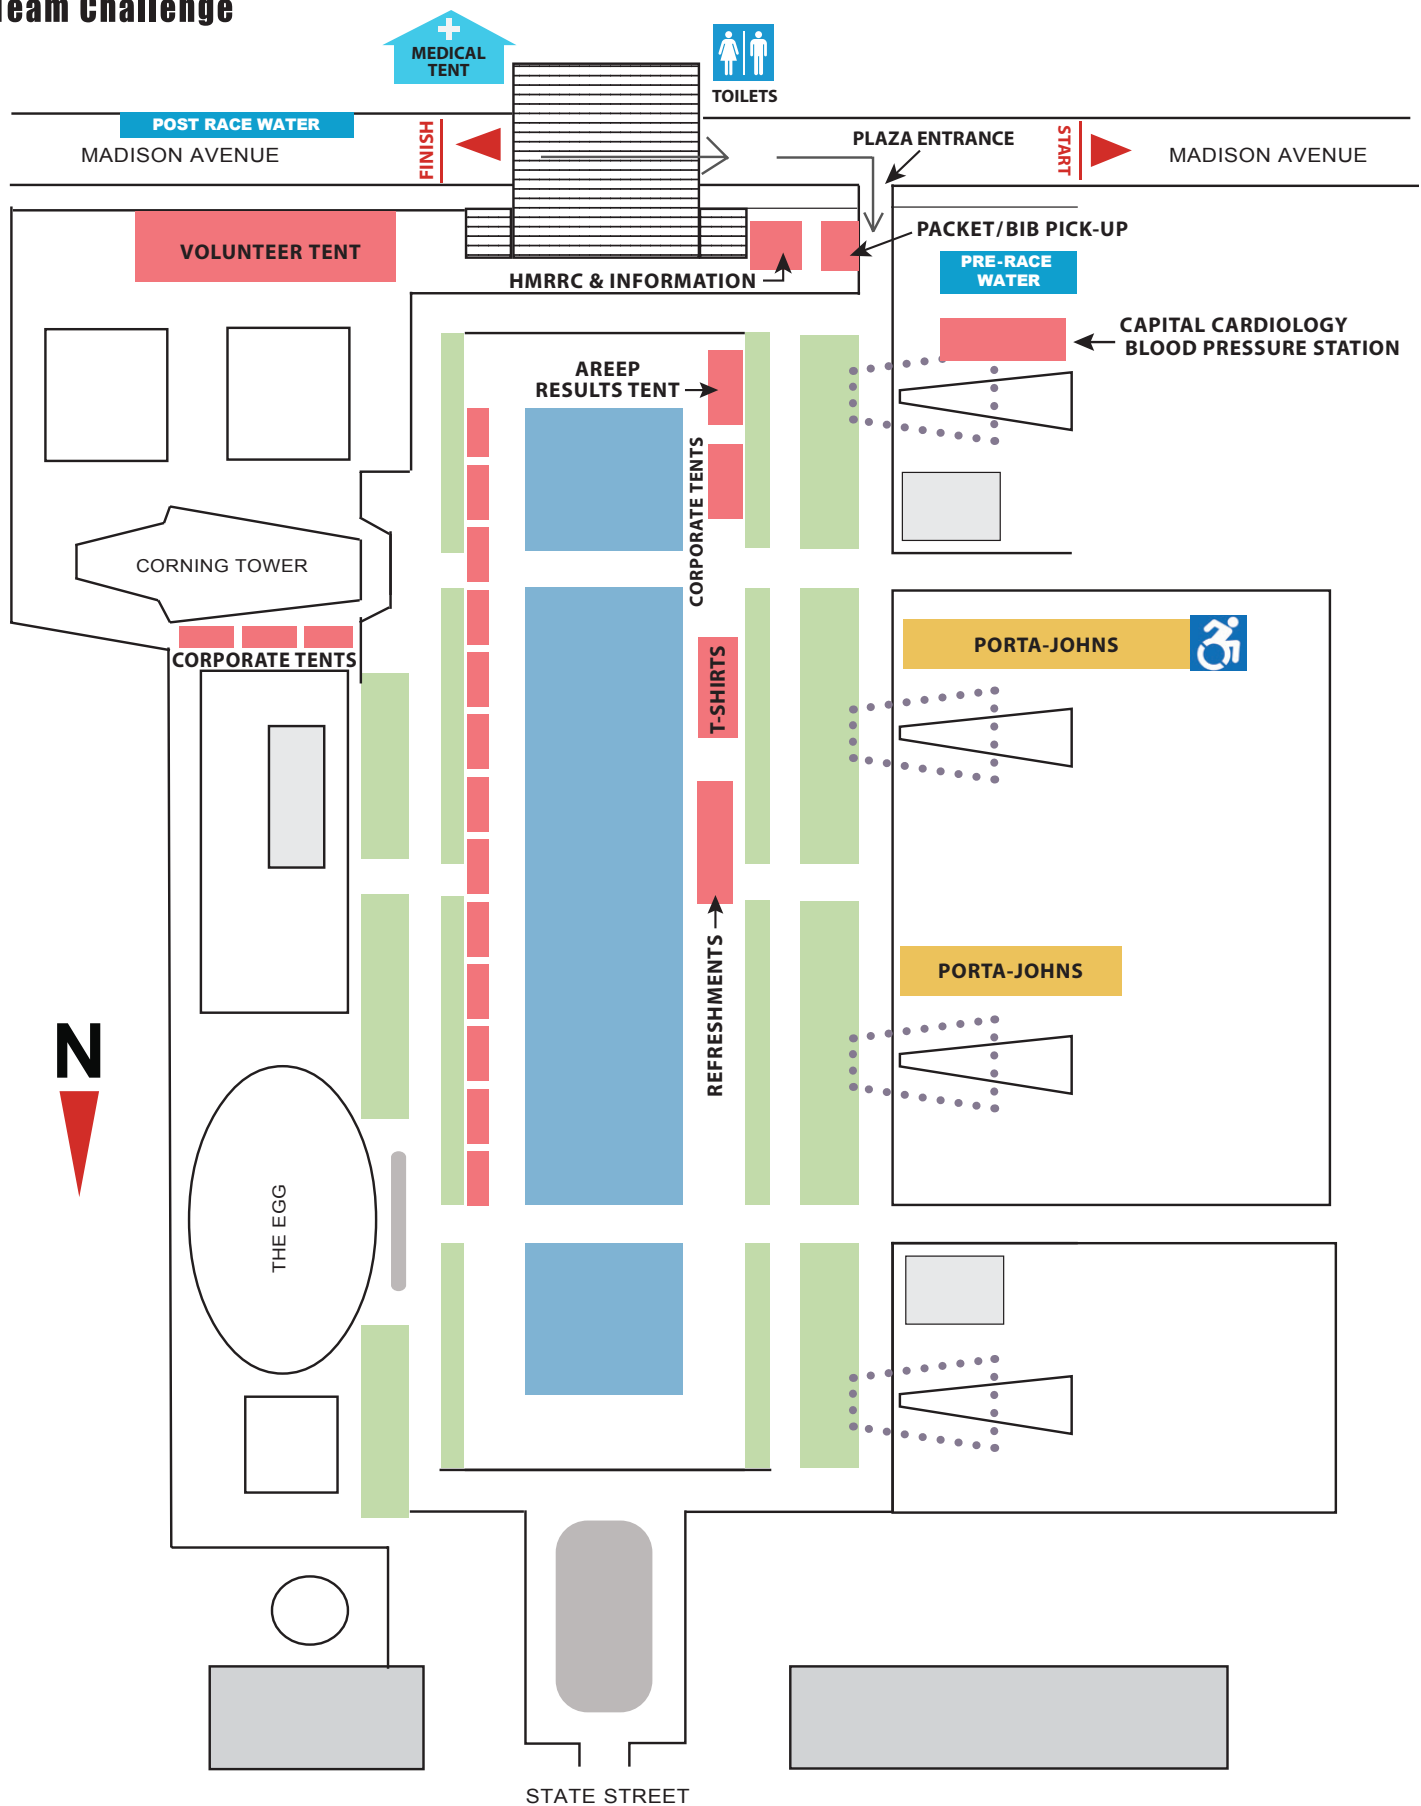 Team Challenge
MEDICAL
TENT
TOILETS
POST RACE WATER
MADISON AVENUE
FINISH
PLAZA ENTRANCE
START
MADISON AVENUE
VOLUNTEER TENT
PACKET/BIB PICK-UP
HMRRC & INFORMATION
PRE-RACE
WATER
CAPITAL CARDIOLOGY
BLOOD PRESSURE STATION
AREEP
RESULTS TENT
CORPORATE TENTS
CORNING TOWER
CORPORATE TENTS
T-SHIRTS
PORTA-JOHNS
REFRESHMENTS
PORTA-JOHNS
N
THE EGG
STATE STREET